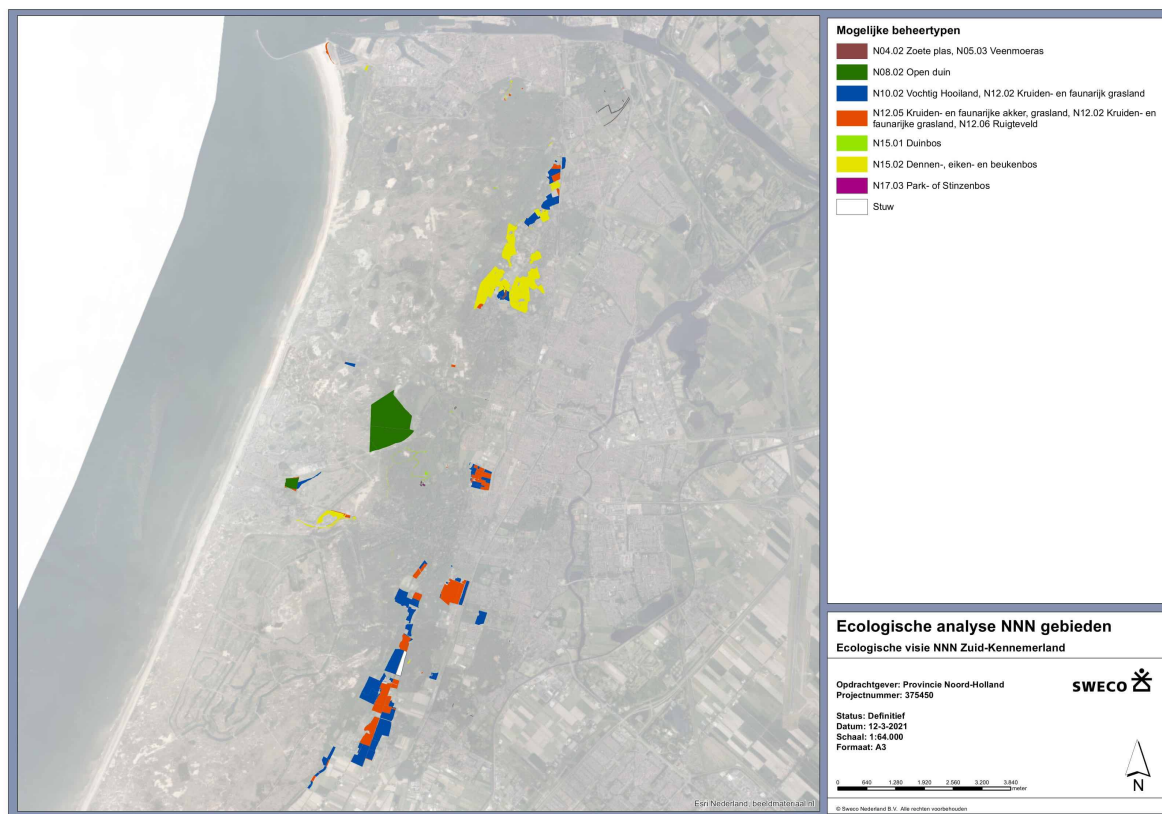 Mogelijke beheertypen
N04.02 Zoete plas, N05.03 Veenmoeras
N08.02 Open duin
N10.02 Vochtig Hooiland, N12.02 Kruiden- en faunarijk grasland
N12.05 Kruiden- en faunarijke akker, grasland, N12.02 Kruiden- en
faunarijke grasland, N12.06 Ruigteveld
N15.01 Duinbos
N15.02 Dennen-, eiken- en beukenbos
N17.03 Park- of Stinzenbos
Stuw
Ecologische analyse NNN gebieden
Ecologische visie NNN Zuid-Kennemerland
Opdrachtgever: Provincie Noord-Holland
Projectnummer: 375450
SWECO
Status: Definitief
Datum: 12-3-2021
Schaal: 1:64.000
Formaat: A3
N
0 640 1.280 1.920 2.560 3.200 3.840
meter
© Sweco Nederland B.V. Alle rechten voorbehouden
Esri Nederland, beeldmateriaal.nl